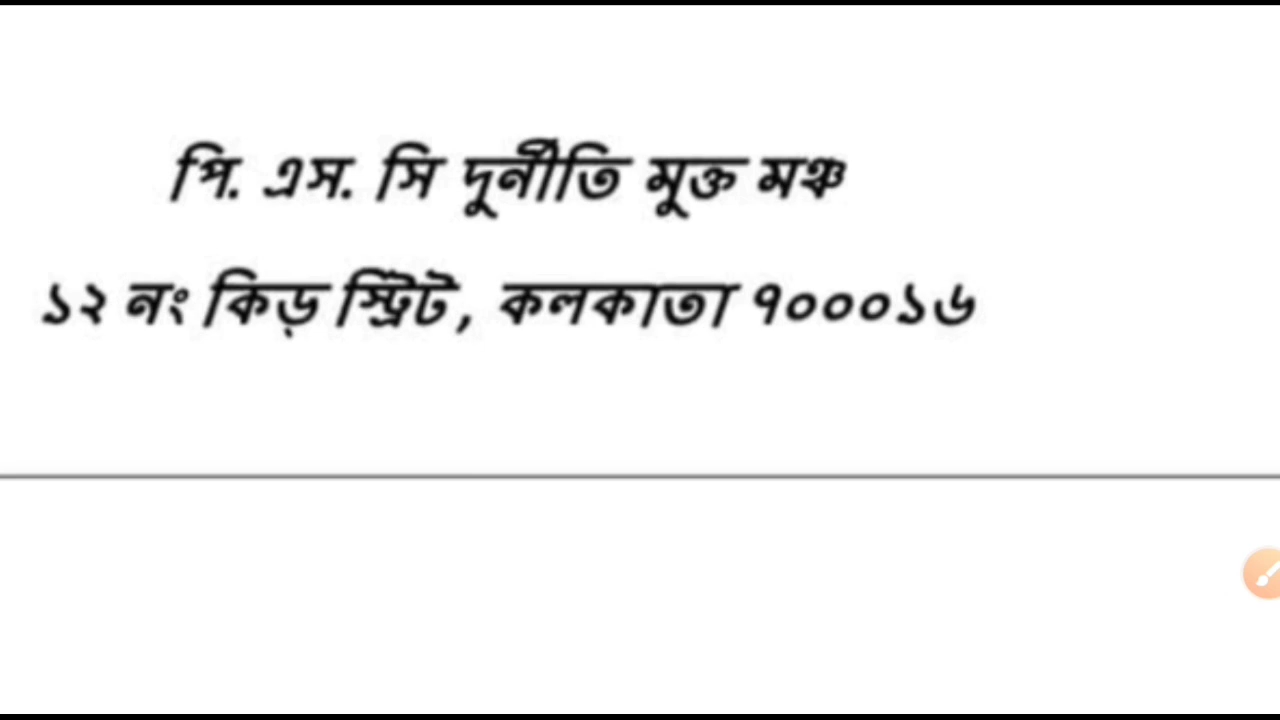 পি. এস. সি দুর্নীতি মুক্ত মঞ্চ
১২ নং কিড় স্ট্রিট, কলকাতা ৭০০০১৬